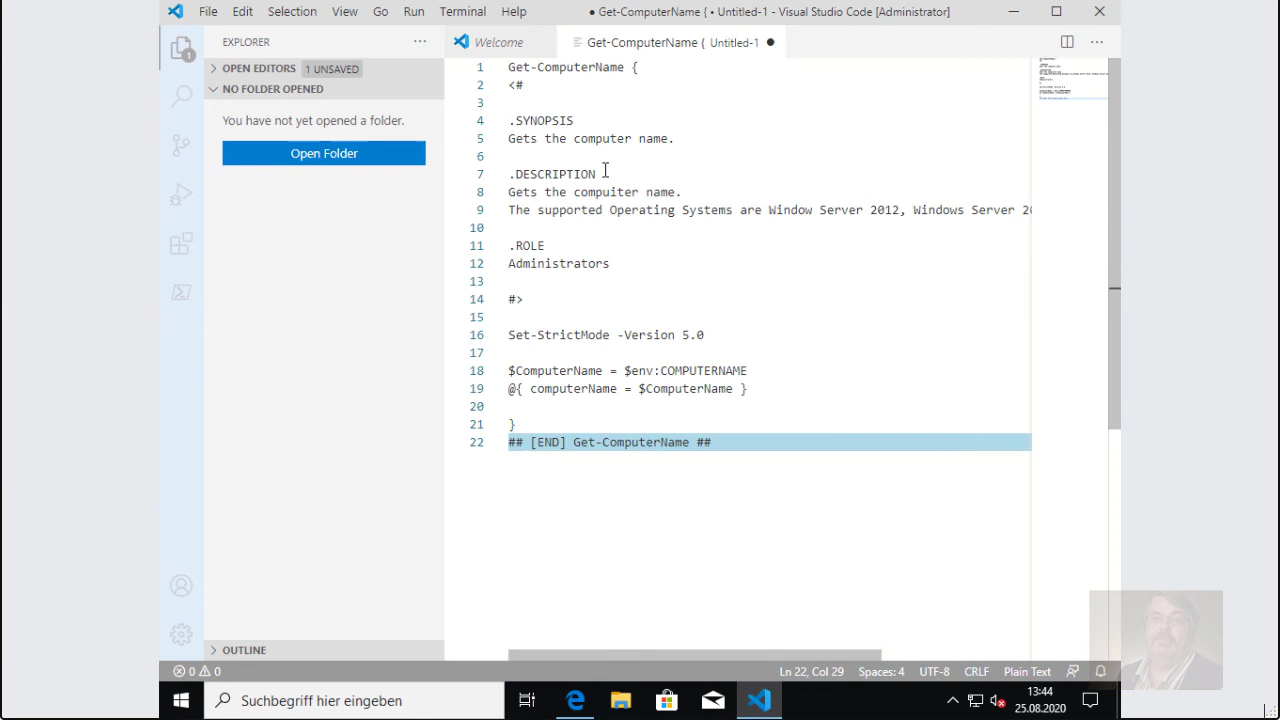 File Edit Selection View Go Run Terminal Help ● Get-ComputerName { • Untitled-1 - Visual Studio Code [Administrator]
EXPLORER ··· Welcome Get-ComputerName { Untitled-1 ● ···
OPEN EDITORS 1 UNSAVED
NO FOLDER OPENED
You have not yet opened a folder.
Open Folder
1
1 Get-ComputerName {
2 <#
3
4 .SYNOPSIS
5 Gets the computer name.
6
7 .DESCRIPTION
8 Gets the compuiter name.
9 The supported Operating Systems are Window Server 2012, Windows Server 20
10
11 .ROLE
12 Administrators
13
14 #>
15
16 Set-StrictMode -Version 5.0
17
18 $ComputerName = $env:COMPUTERNAME
19 @{ computerName = $ComputerName }
20
21 }
22 ## [END] Get-ComputerName ##
OUTLINE
0 0 Ln 22, Col 29 Spaces: 4 UTF-8 CRLF Plain Text
Suchbegriff hier eingeben
13:44
25.08.2020